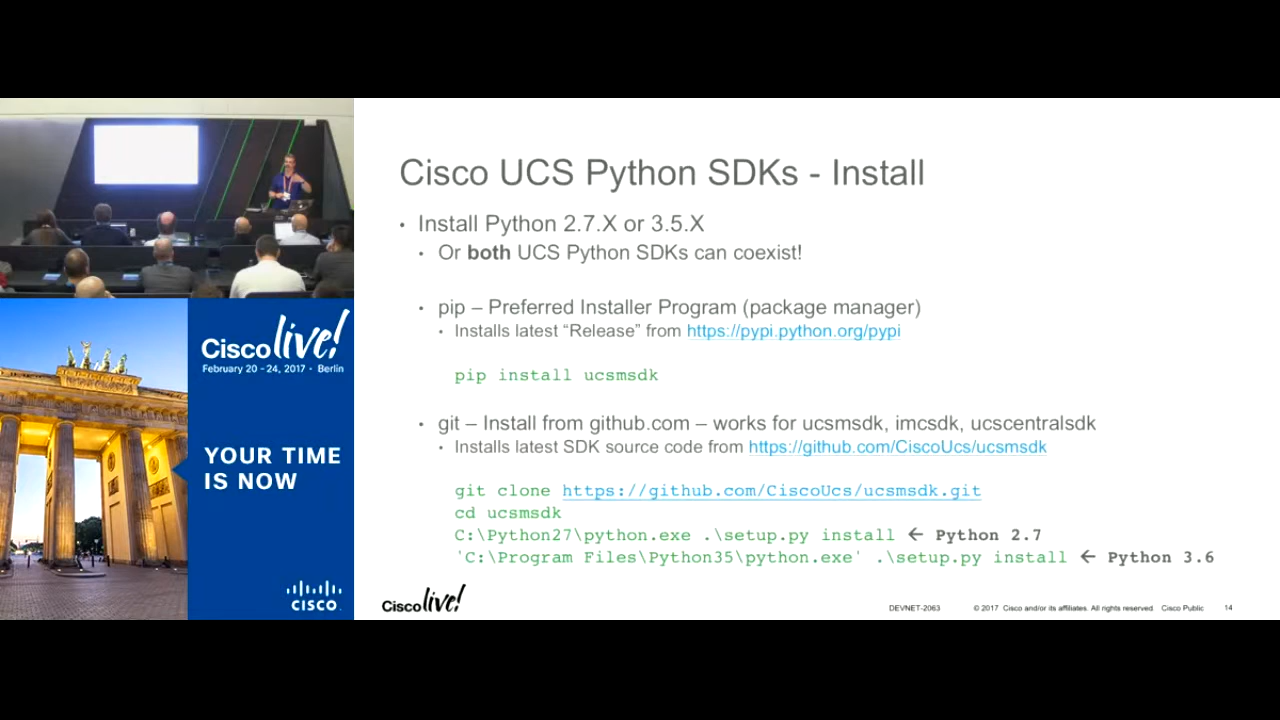 Cisco UCS Python SDKs - Install
• Install Python 2.7.X or 3.5.X
• Or both UCS Python SDKs can coexist!
• pip – Preferred Installer Program (package manager)
• Installs latest “Release” from https://pypi.python.org/pypi
pip install ucsmsdk
• git – Install from github.com – works for ucsmsdk, imcsdk, ucscentralsdk
• Installs latest SDK source code from https://github.com/CiscoUcs/ucsmsdk
git clone https://github.com/CiscoUcs/ucsmsdk.git
cd ucsmsdk
C:\Python27\python.exe .\setup.py install ← Python 2.7
'C:\Program Files\Python35\python.exe' .\setup.py install ← Python 3.6
Cisco live!
DEVNET-2063 © 2017 Cisco and/or its affiliates. All rights reserved. Cisco Public 14
Cisco live!
February 20 - 24, 2017 · Berlin
YOUR TIME
IS NOW
CISCO.